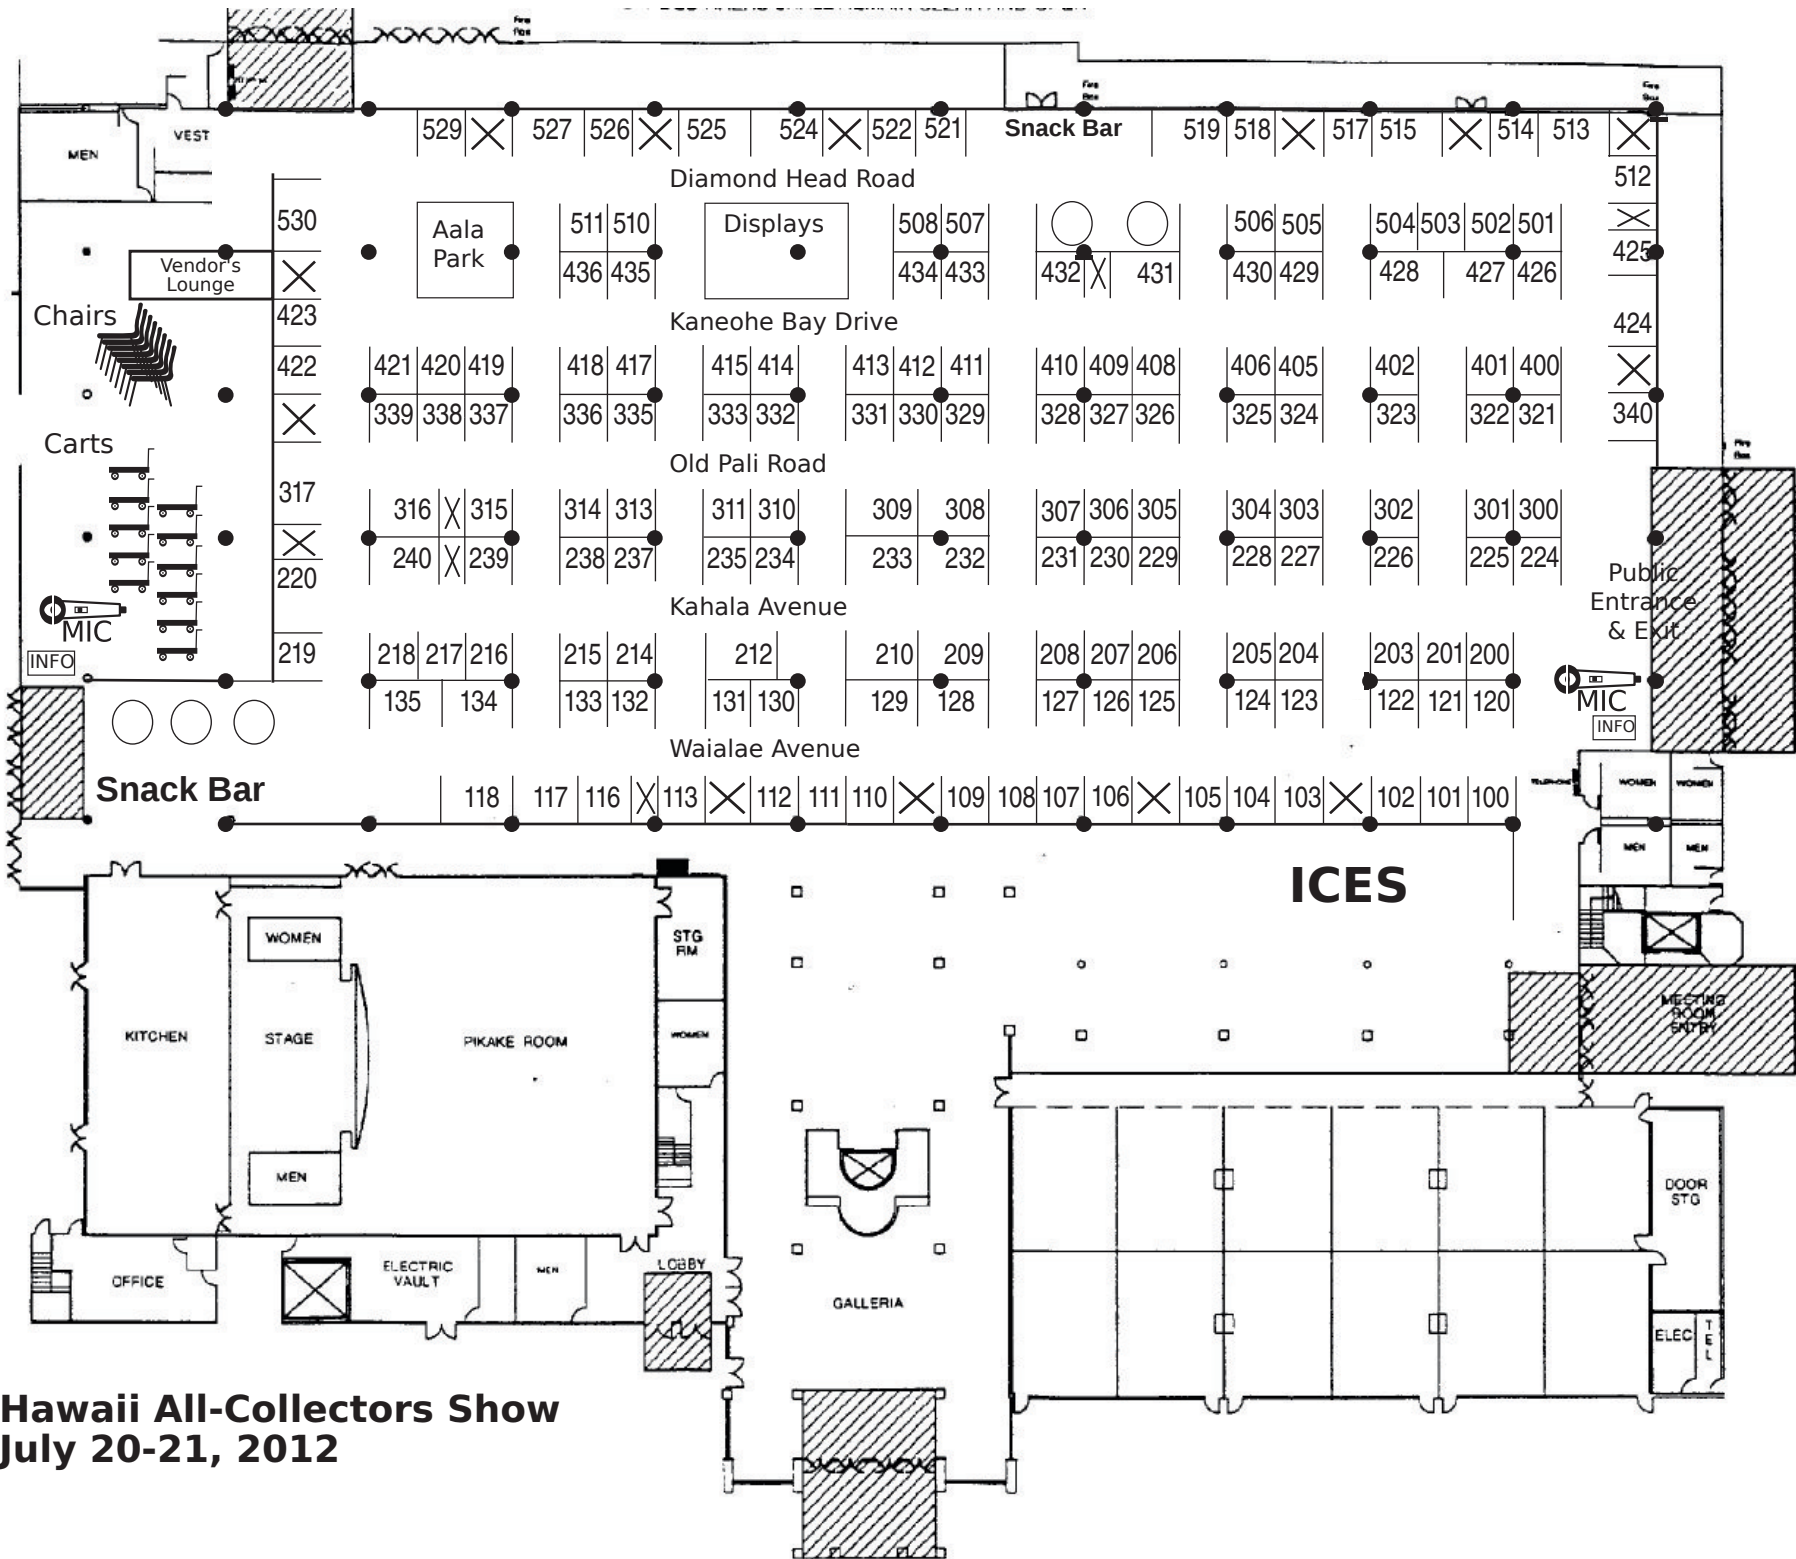 Fire
Box
529 527 526 525 524 522 521 Snack Bar 519 518 517 515 514 513
Fire
Box
Fire
Box
VEST
MEN
512
Diamond Head Road
530 Aala
Park
511 510 Displays 508 507 506 505 504 503 502 501
425
Vendor's
Lounge
436 435 434 433 432 431 430 429 428 427 426
Chairs
423 Kaneohe Bay Drive 424
422 421 420 419 418 417 415 414 413 412 411 410 409 408 406 405 402 401 400
339 338 337 336 335 333 332 331 330 329 328 327 326 325 324 323 322 321 340
Carts
Old Pali Road
Fire
Box
317
316 315 314 313 311 310 309 308 307 306 305 304 303 302 301 300
240 239 238 237 235 234 233 232 231 230 229 228 227 226 225 224
220
Public
Entrance
& Exit
Kahala Avenue
MIC
INFO
219 218 217 216 215 214 212 210 209 208 207 206 205 204 203 201 200
135 134 133 132 131 130 129 128 127 126 125 124 123 122 121 120
MIC
INFO
Waialae Avenue
Snack Bar
118 117 116 113 112 111 110 109 108 107 106 105 104 103 102 101 100
TELEPHONE
WOMEN WOMEN
MEN MEN
ICES
WOMEN
STG
RM
KITCHEN STAGE PIKAKE ROOM WOMEN
MEETING
ROOM
ENTRY
MEN
DOOR
STG
OFFICE
ELECTRIC
VAULT
MEN
LOBBY
GALLERIA
ELEC
TEL
Hawaii All-Collectors Show
July 20-21, 2012